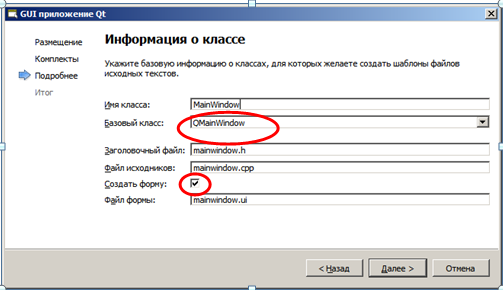 GUI приложение Qt
Размещение
Комплекты
Подробнее
Итог
Информация о классе
Укажите базовую информацию о классах, для которых желаете создать шаблоны файлов
исходных текстов.
Имя класса: MainWindow
Базовый класс: QMainWindow
Заголовочный файл: mainwindow.h
Файл исходников: mainwindow.cpp
Создать форму:
Файл формы: mainwindow.ui
< Назад Далее > Отмена